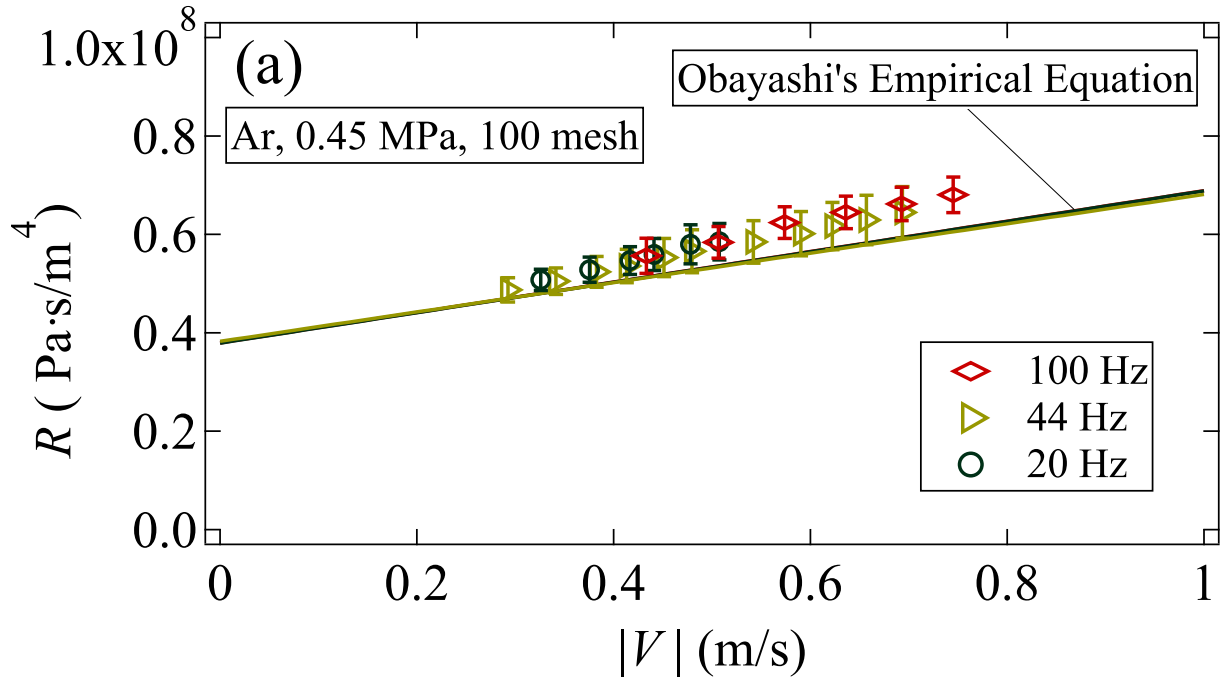 1.0x10^8
(a)
Obayashi's Empirical Equation
Ar, 0.45 MPa, 100 mesh
0.8
0.6
0.4
0.2
0.0
R ( Pa·s/m^4)
100 Hz
44 Hz
20 Hz
0 0.2 0.4 0.6 0.8 1
|V| (m/s)